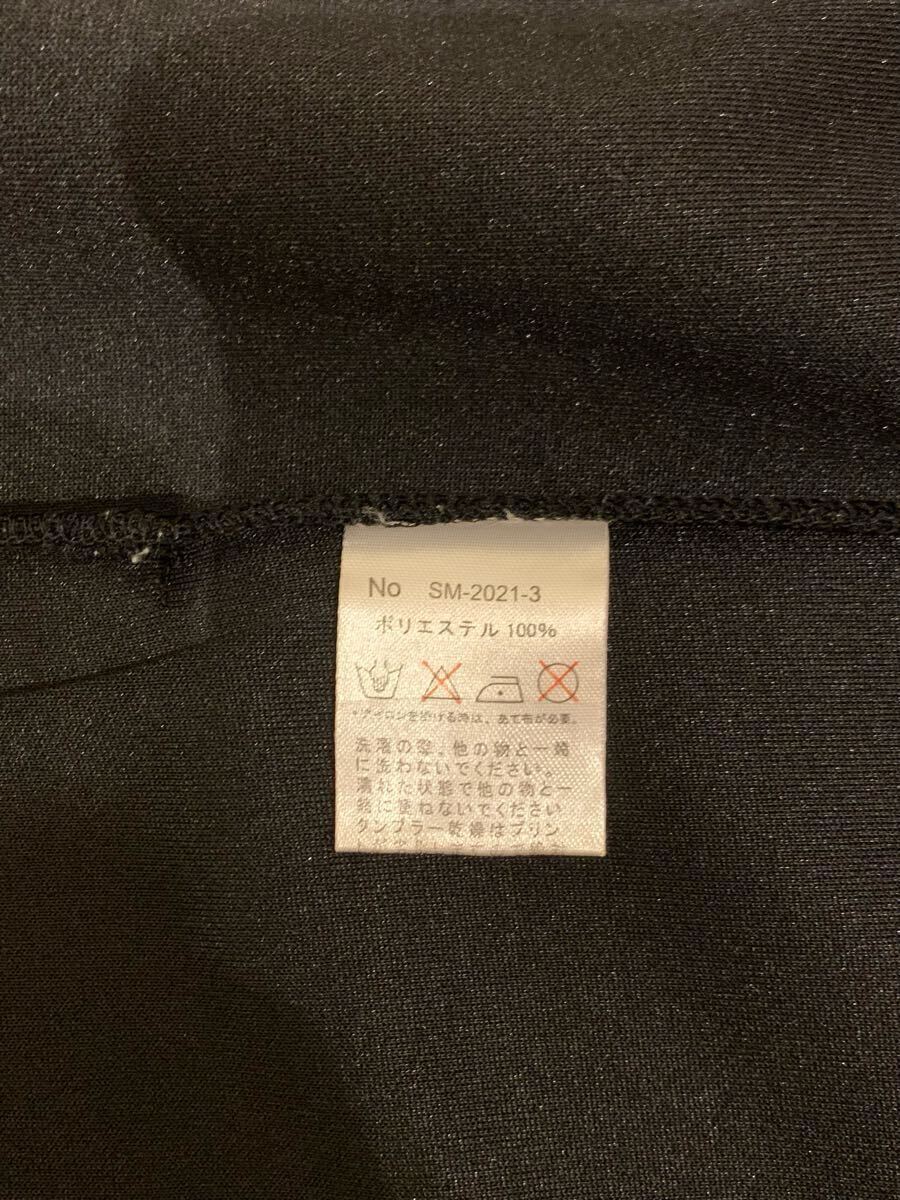 No SM-2021-3
ポリエステル 100%
*アイロンを掛ける時は、あて布が必要。
洗濯の際、他の物と一緒
に洗わないでください。
濡れた状態で他の物と一
緒に重ねないでください
タンブラー乾燥はプリン